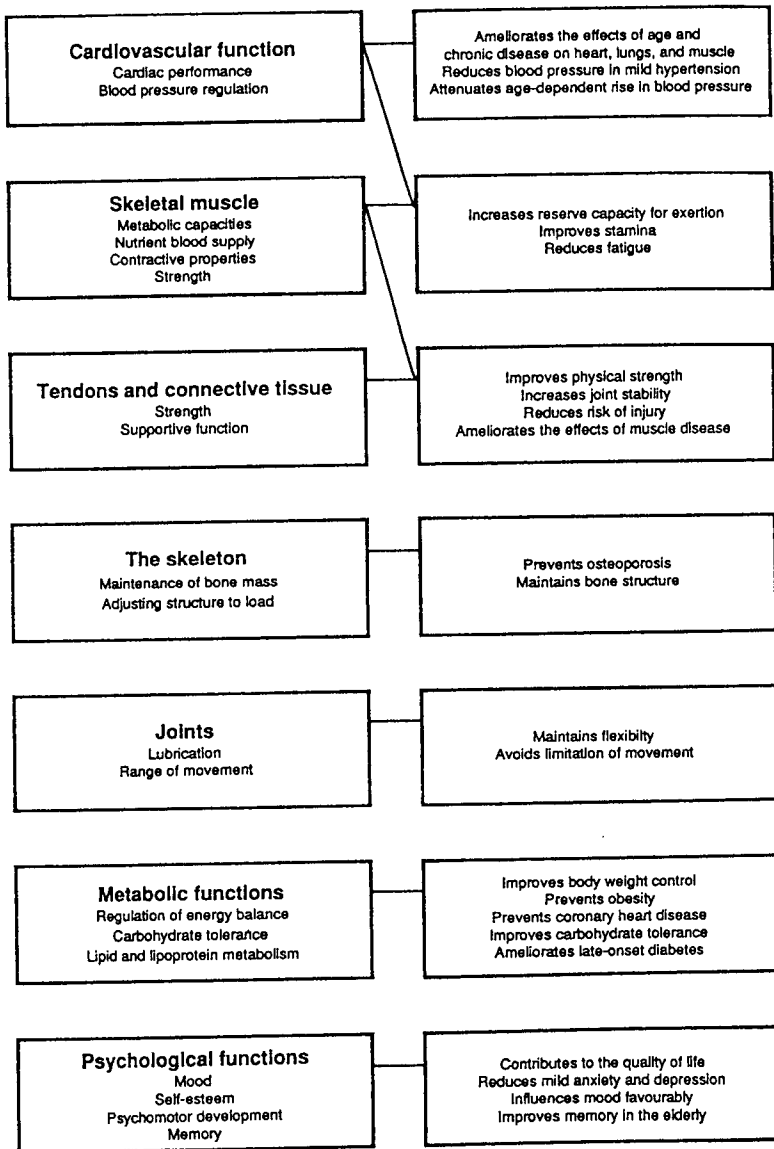 Cardiovascular function
Cardiac performance
Blood pressure regulation
Ameliorates the effects of age and
chronic disease on heart, lungs, and muscle
Reduces blood pressure in mild hypertension
Attenuates age-dependent rise in blood pressure
Skeletal muscle
Metabolic capacities
Nutrient blood supply
Contractive properties
Strength
Increases reserve capacity for exertion
Improves stamina
Reduces fatigue
Tendons and connective tissue
Strength
Supportive function
Improves physical strength
Increases joint stability
Reduces risk of injury
Ameliorates the effects of muscle disease
The skeleton
Maintenance of bone mass
Adjusting structure to load
Prevents osteoporosis
Maintains bone structure
Joints
Lubrication
Range of movement
Maintains flexibilty
Avoids limitation of movement
Metabolic functions
Regulation of energy balance
Carbohydrate tolerance
Lipid and lipoprotein metabolism
Improves body weight control
Prevents obesity
Prevents coronary heart disease
Improves carbohydrate tolerance
Ameliorates late-onset diabetes
Psychological functions
Mood
Self-esteem
Psychomotor development
Memory
Contributes to the quality of life
Reduces mild anxiety and depression
Influences mood favourably
Improves memory in the elderly